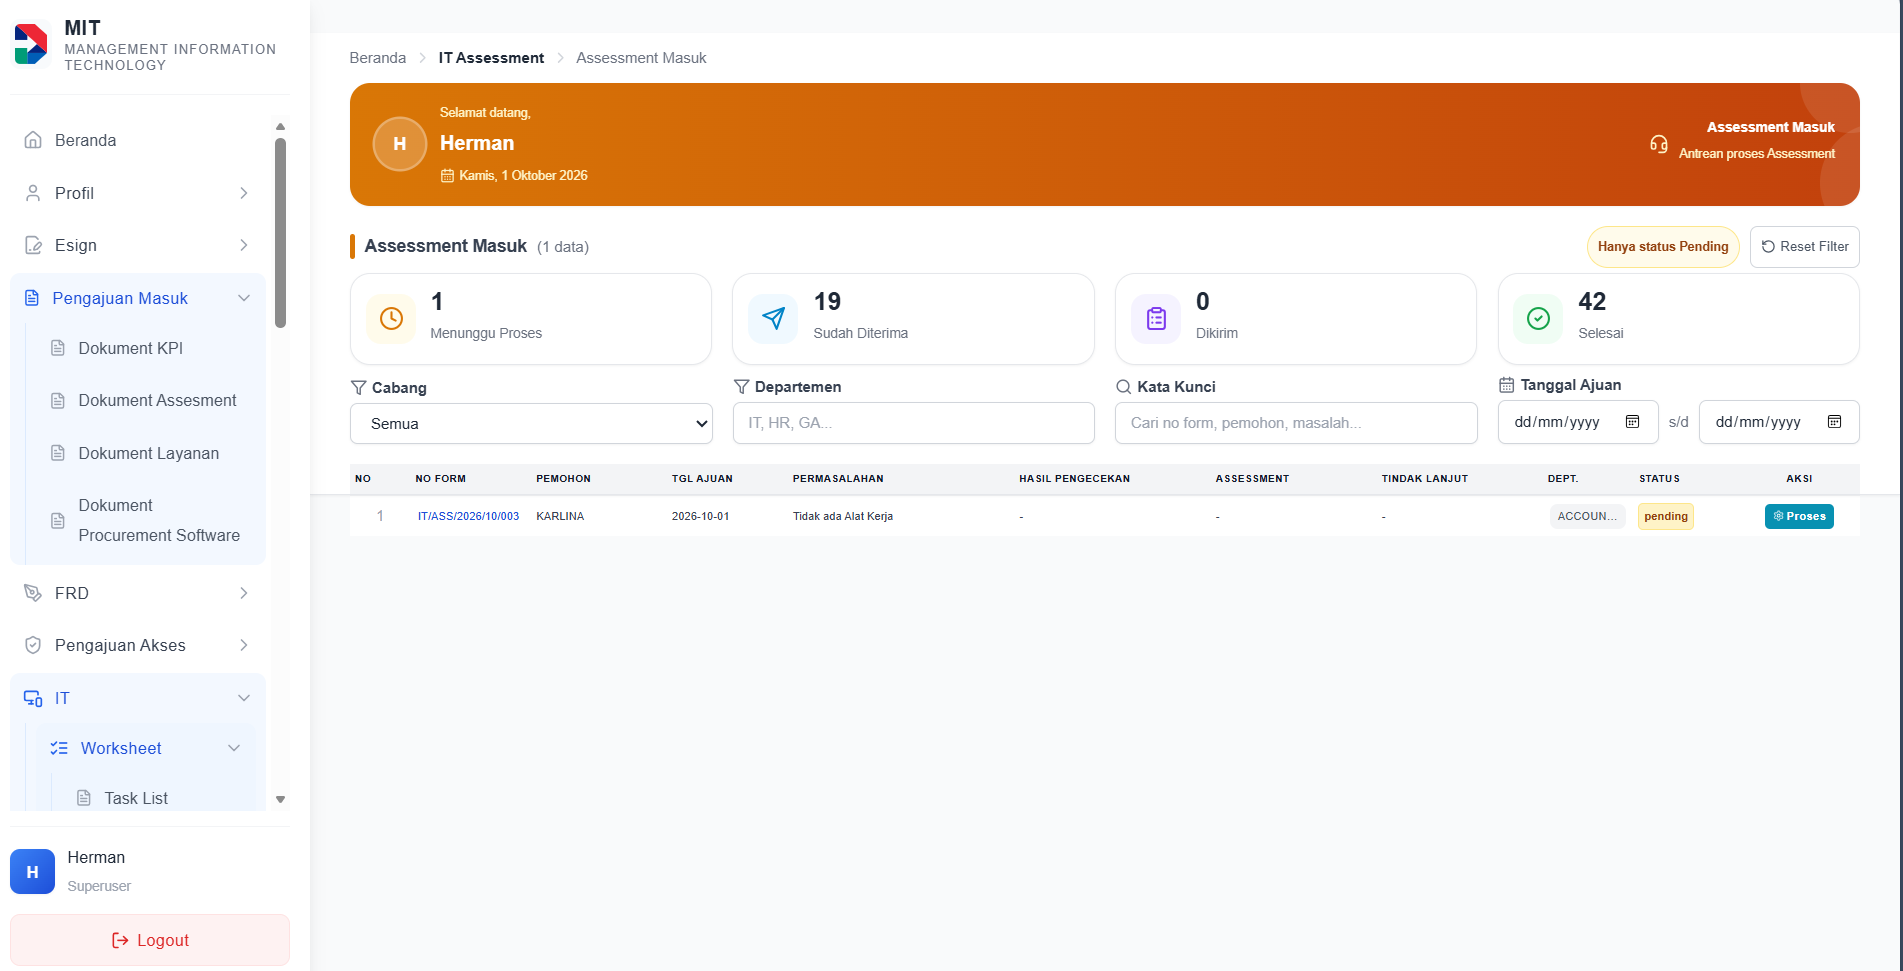 MIT
MANAGEMENT INFORMATION
TECHNOLOGY
Beranda
Profil
Esign
Pengajuan Masuk
Dokument KPI
Dokument Assesment
Dokument Layanan
Dokument
Procurement Software
FRD
Pengajuan Akses
IT
Worksheet
Task List
H
Herman
Superuser
Logout
Beranda > IT Assessment > Assessment Masuk
H
Selamat datang,
Herman
Kamis, 1 Oktober 2026
Assessment Masuk
Antrean proses Assessment
Assessment Masuk (1 data)
Hanya status Pending
Reset Filter
1
Menunggu Proses
19
Sudah Diterima
0
Dikirim
42
Selesai
Cabang
Semua
Departemen
IT, HR, GA...
Kata Kunci
Cari no form, pemohon, masalah...
Tanggal Ajuan
dd/mm/yyyy s/d dd/mm/yyyy
NO NO FORM PEMOHON TGL AJUAN PERMASALAHAN HASIL PENGECEKAN ASSESSMENT TINDAK LANJUT DEPT. STATUS AKSI
1 IT/ASS/2026/10/003 KARLINA 2026-10-01 Tidak ada Alat Kerja - - - ACCOUN... pending Proses